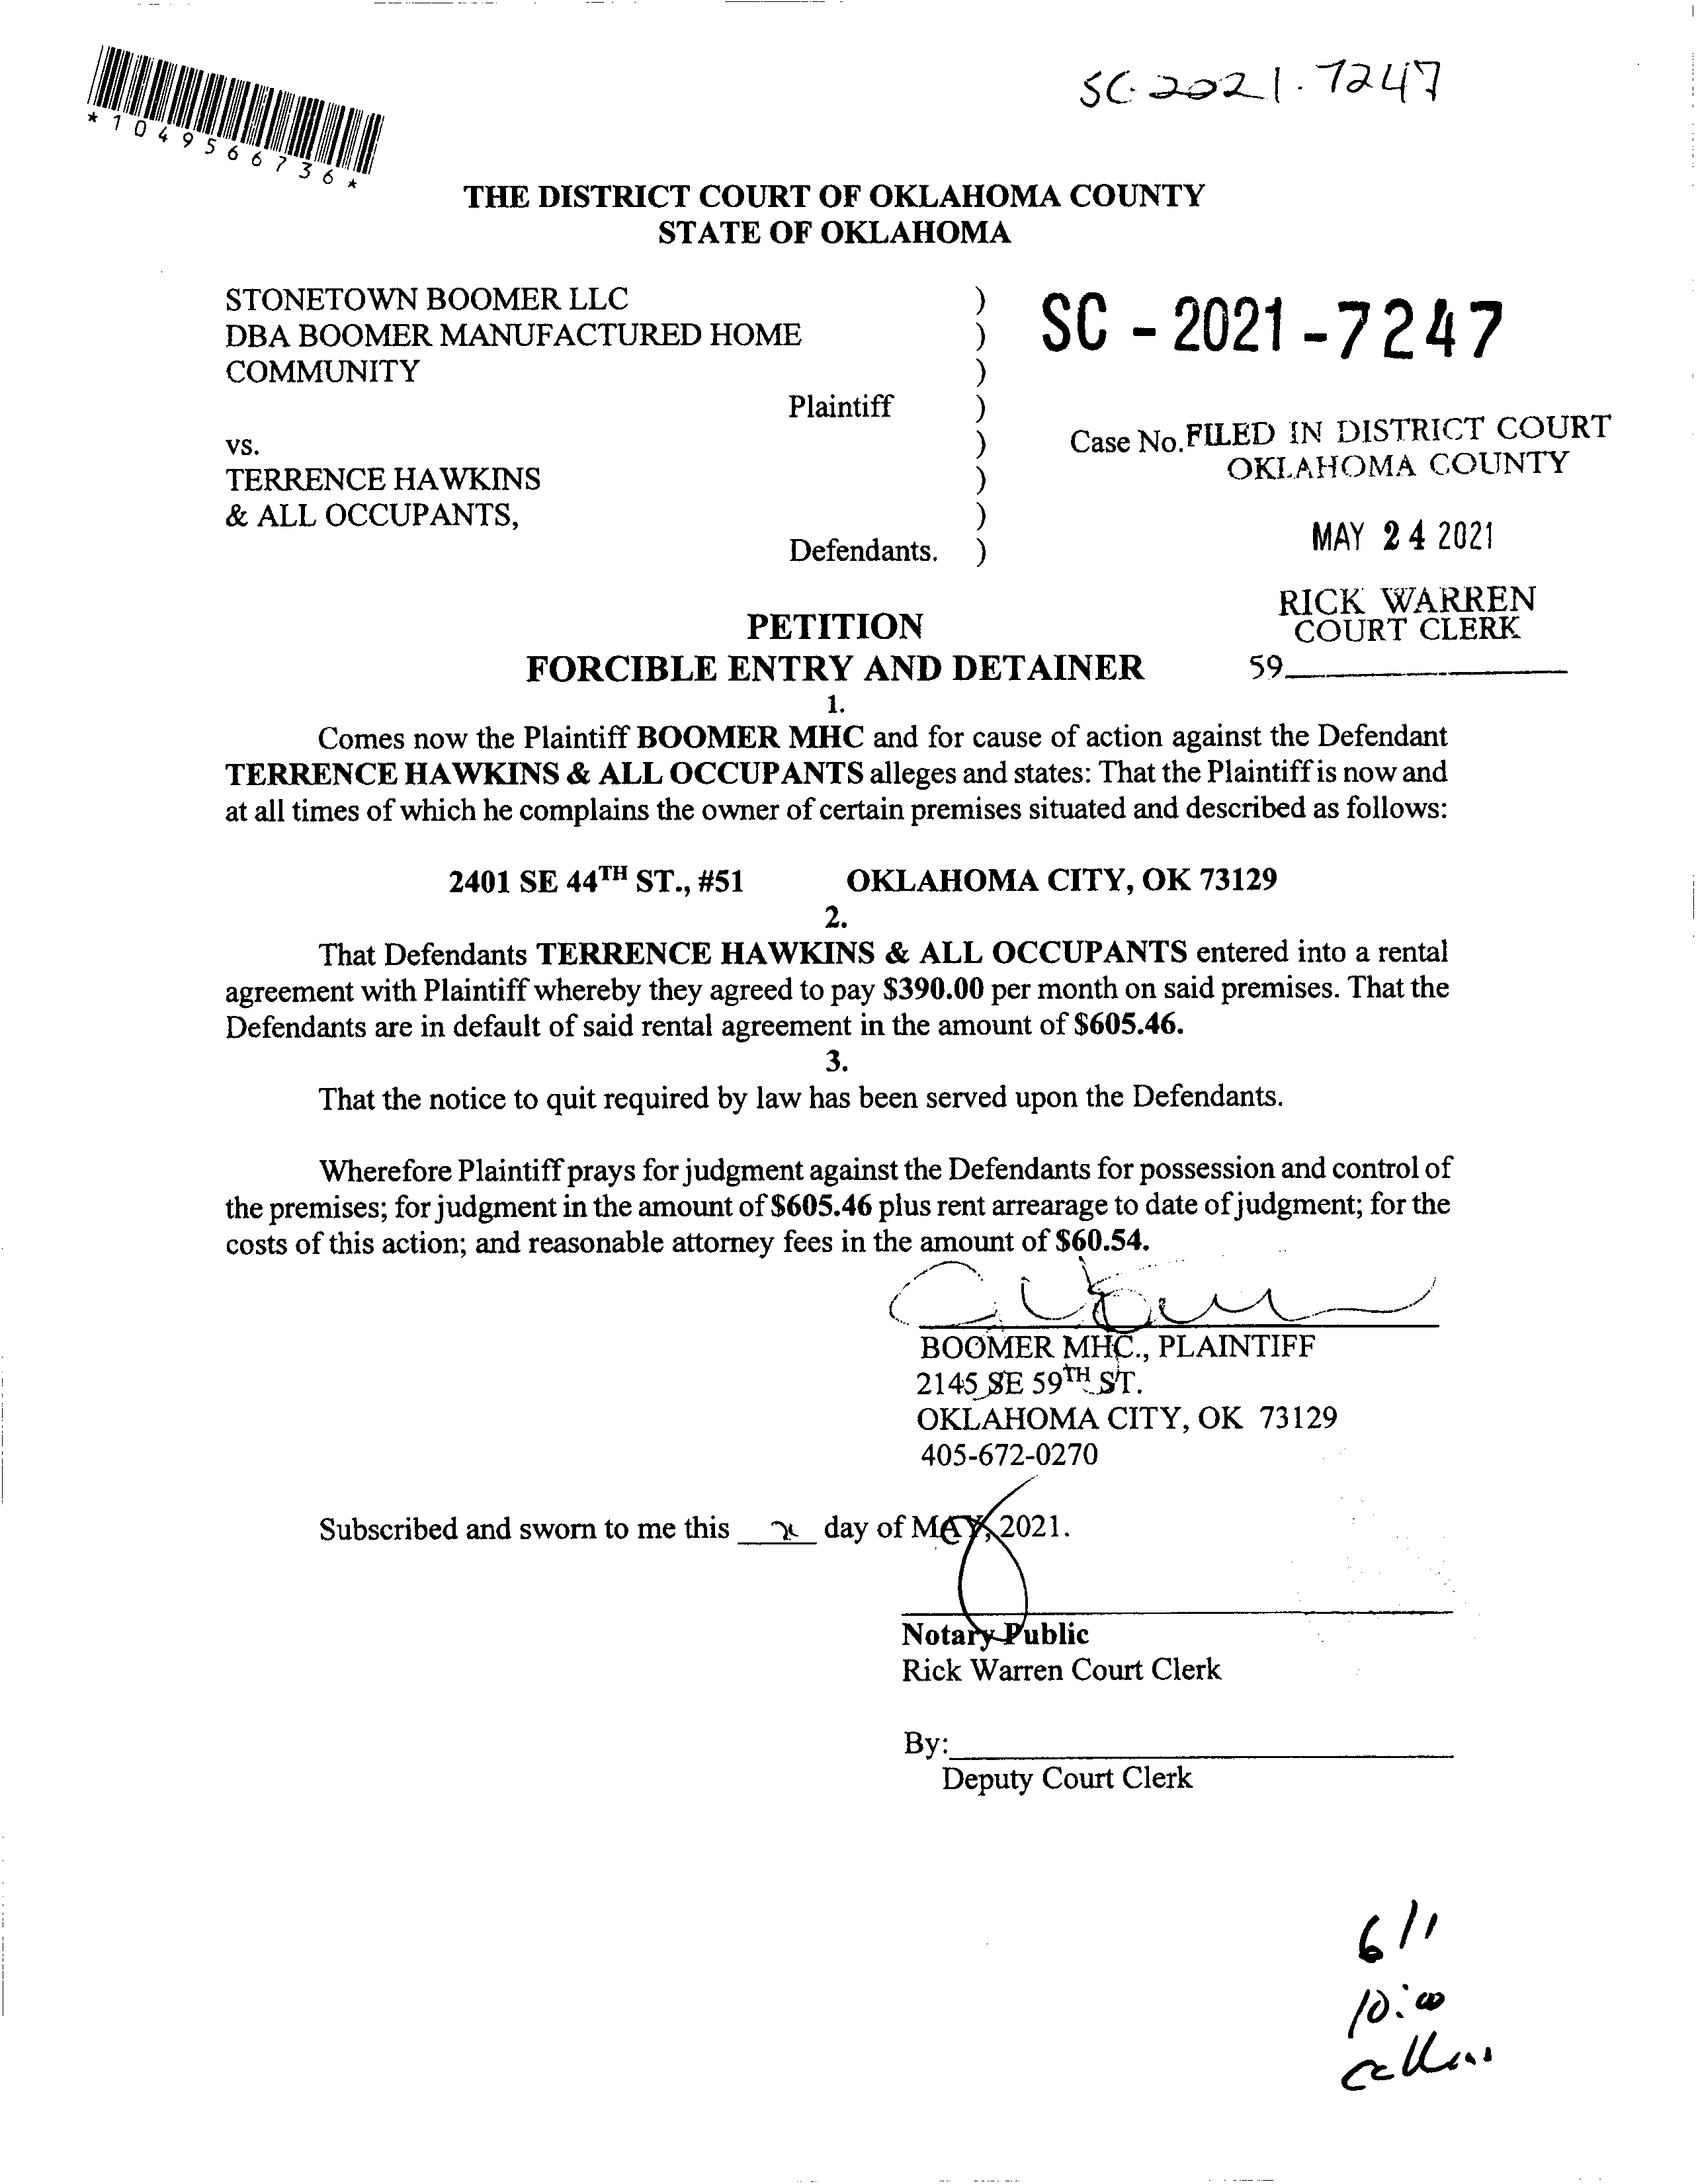 SC-2021-7247
*1049566736*
THE DISTRICT COURT OF OKLAHOMA COUNTY
STATE OF OKLAHOMA
STONETOWN BOOMER LLC )
DBA BOOMER MANUFACTURED HOME )
COMMUNITY )
Plaintiff )
vs. )
TERRENCE HAWKINS )
& ALL OCCUPANTS, )
Defendants. )
SC - 2021 - 7247
Case No. FILED IN DISTRICT COURT
OKLAHOMA COUNTY
MAY 24 2021
RICK WARREN
COURT CLERK
59
PETITION
FORCIBLE ENTRY AND DETAINER
1.
Comes now the Plaintiff BOOMER MHC and for cause of action against the Defendant
TERRENCE HAWKINS & ALL OCCUPANTS alleges and states: That the Plaintiff is now and
at all times of which he complains the owner of certain premises situated and described as follows:
2401 SE 44TH ST., #51 OKLAHOMA CITY, OK 73129
2.
That Defendants TERRENCE HAWKINS & ALL OCCUPANTS entered into a rental
agreement with Plaintiff whereby they agreed to pay $390.00 per month on said premises. That the
Defendants are in default of said rental agreement in the amount of $605.46.
3.
That the notice to quit required by law has been served upon the Defendants.
Wherefore Plaintiff prays for judgment against the Defendants for possession and control of
the premises; for judgment in the amount of $605.46 plus rent arrearage to date of judgment; for the
costs of this action; and reasonable attorney fees in the amount of $60.54.
BOOMER MHC., PLAINTIFF
2145 SE 59TH ST.
OKLAHOMA CITY, OK 73129
405-672-0270
Subscribed and sworn to me this day of MAY, 2021.
Notary Public
Rick Warren Court Clerk
By:
Deputy Court Clerk
6/1
10:00